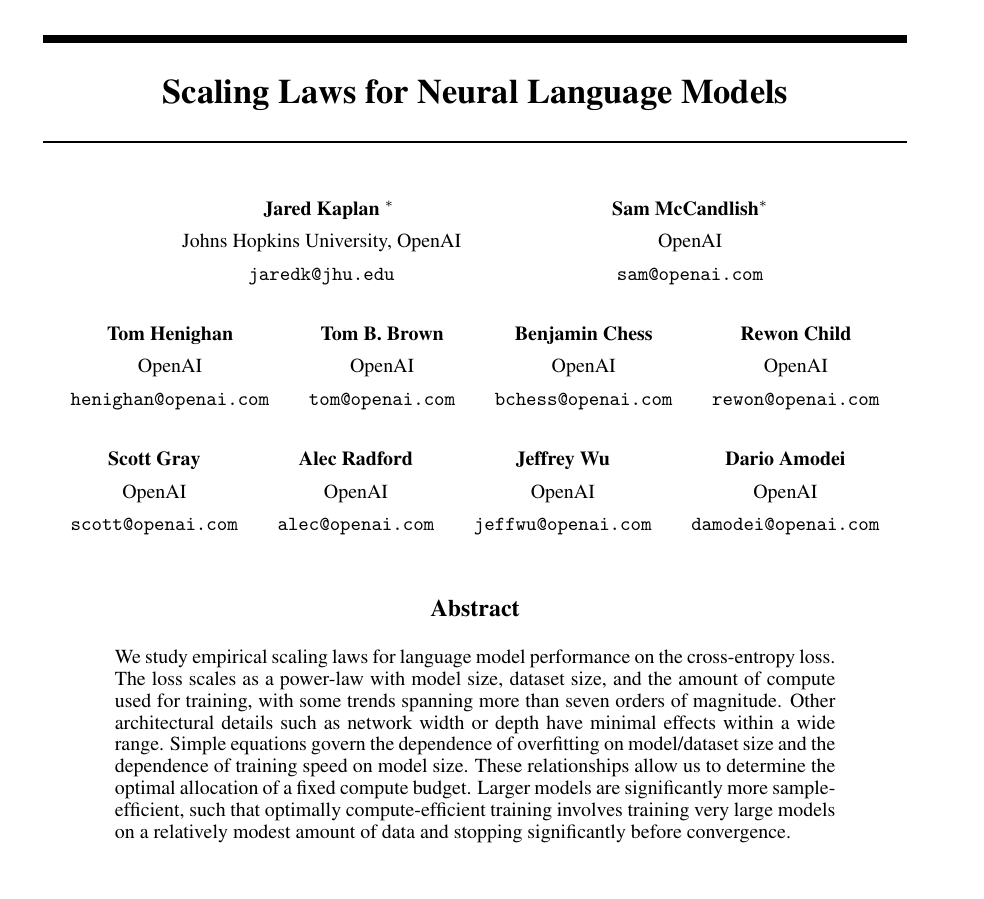 Scaling Laws for Neural Language Models
Jared Kaplan * Sam McCandlish*
Johns Hopkins University, OpenAI OpenAI
jaredk@jhu.edu sam@openai.com
Tom Henighan Tom B. Brown Benjamin Chess Rewon Child
OpenAI OpenAI OpenAI OpenAI
henighan@openai.com tom@openai.com bchess@openai.com rewon@openai.com
Scott Gray Alec Radford Jeffrey Wu Dario Amodei
OpenAI OpenAI OpenAI OpenAI
scott@openai.com alec@openai.com jeffwu@openai.com damodei@openai.com
Abstract
We study empirical scaling laws for language model performance on the cross-entropy loss.
The loss scales as a power-law with model size, dataset size, and the amount of compute
used for training, with some trends spanning more than seven orders of magnitude. Other
architectural details such as network width or depth have minimal effects within a wide
range. Simple equations govern the dependence of overfitting on model/dataset size and the
dependence of training speed on model size. These relationships allow us to determine the
optimal allocation of a fixed compute budget. Larger models are significantly more sample-
efficient, such that optimally compute-efficient training involves training very large models
on a relatively modest amount of data and stopping significantly before convergence.